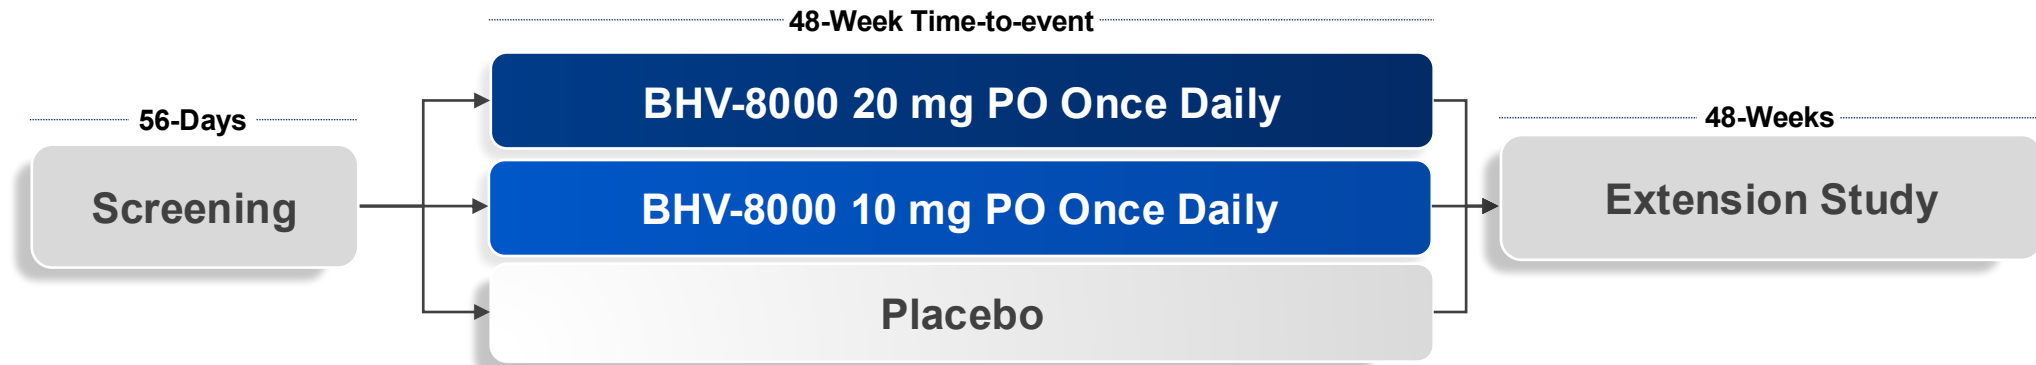 48-Week Time-to-event
56-Days
Screening
BHV-8000 20 mg PO Once Daily
BHV-8000 10 mg PO Once Daily
Placebo
48-Weeks
Extension Study